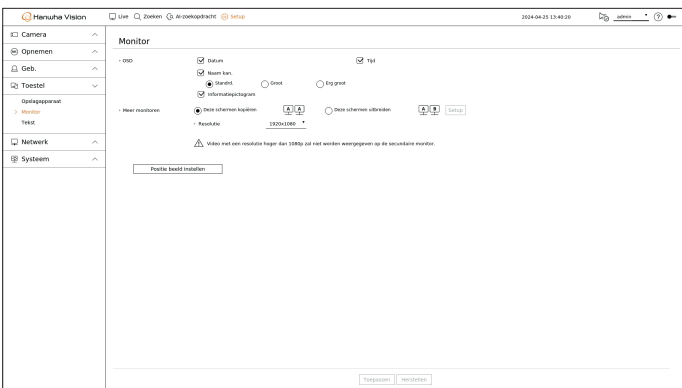 Hanwha Vision
Live Zoeken AI-zoekopdracht Setup
2024-04-25 13:40:20
admin
Camera
Opnemen
Geb.
Toestel
Opslagapparaat
> Monitor
Tekst
Netwerk
Systeem
Monitor
• OSD
Datum
Tijd
Naam kan.
Standrd.
Groot
Erg groot
Informatiepictogram
• Meer monitoren
Deze schermen kopiëren
A A
Deze schermen uitbreiden
A B
Setup
• Resolutie
1920x1080
Video met een resolutie hoger dan 1080p zal niet worden weergegeven op de secundaire monitor.
Positie beeld instellen
Toepassen
Herstellen